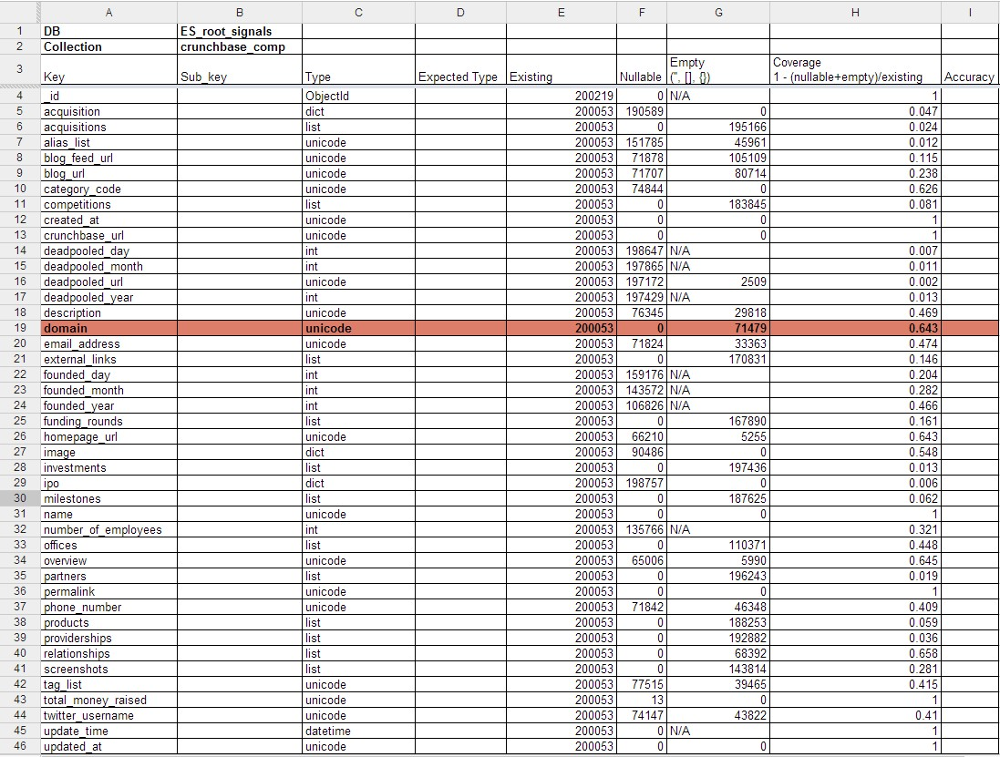 A B C D E F G H I
1 DB ES_root_signals
2 Collection crunchbase_comp
3 Key Sub_key Type Expected Type Existing Nullable Empty ('', [], {}) Coverage 1 - (nullable+empty)/existing Accuracy
4 _id ObjectId 200219 0 N/A 1
5 acquisition dict 200053 190589 0 0.047
6 acquisitions list 200053 0 195166 0.024
7 alias_list unicode 200053 151785 45961 0.012
8 blog_feed_url unicode 200053 71878 105109 0.115
9 blog_url unicode 200053 71707 80714 0.238
10 category_code unicode 200053 74844 0 0.626
11 competitions list 200053 0 183845 0.081
12 created_at unicode 200053 0 0 1
13 crunchbase_url unicode 200053 0 0 1
14 deadpooled_day int 200053 198647 N/A 0.007
15 deadpooled_month int 200053 197865 N/A 0.011
16 deadpooled_url unicode 200053 197172 2509 0.002
17 deadpooled_year int 200053 197429 N/A 0.013
18 description unicode 200053 76345 29818 0.469
19 domain unicode 200053 0 71479 0.643
20 email_address unicode 200053 71824 33363 0.474
21 external_links list 200053 0 170831 0.146
22 founded_day int 200053 159176 N/A 0.204
23 founded_month int 200053 143572 N/A 0.282
24 founded_year int 200053 106826 N/A 0.466
25 funding_rounds list 200053 0 167890 0.161
26 homepage_url unicode 200053 66210 5255 0.643
27 image dict 200053 90486 0 0.548
28 investments list 200053 0 197436 0.013
29 ipo dict 200053 198757 0 0.006
30 milestones list 200053 0 187625 0.062
31 name unicode 200053 0 0 1
32 number_of_employees int 200053 135766 N/A 0.321
33 offices list 200053 0 110371 0.448
34 overview unicode 200053 65006 5990 0.645
35 partners list 200053 0 196243 0.019
36 permalink unicode 200053 0 0 1
37 phone_number unicode 200053 71842 46348 0.409
38 products list 200053 0 188253 0.059
39 providerships list 200053 0 192882 0.036
40 relationships list 200053 0 68392 0.658
41 screenshots list 200053 0 143814 0.281
42 tag_list unicode 200053 77515 39465 0.415
43 total_money_raised unicode 200053 13 0 1
44 twitter_username unicode 200053 74147 43822 0.41
45 update_time datetime 200053 0 N/A 1
46 updated_at unicode 200053 0 0 1